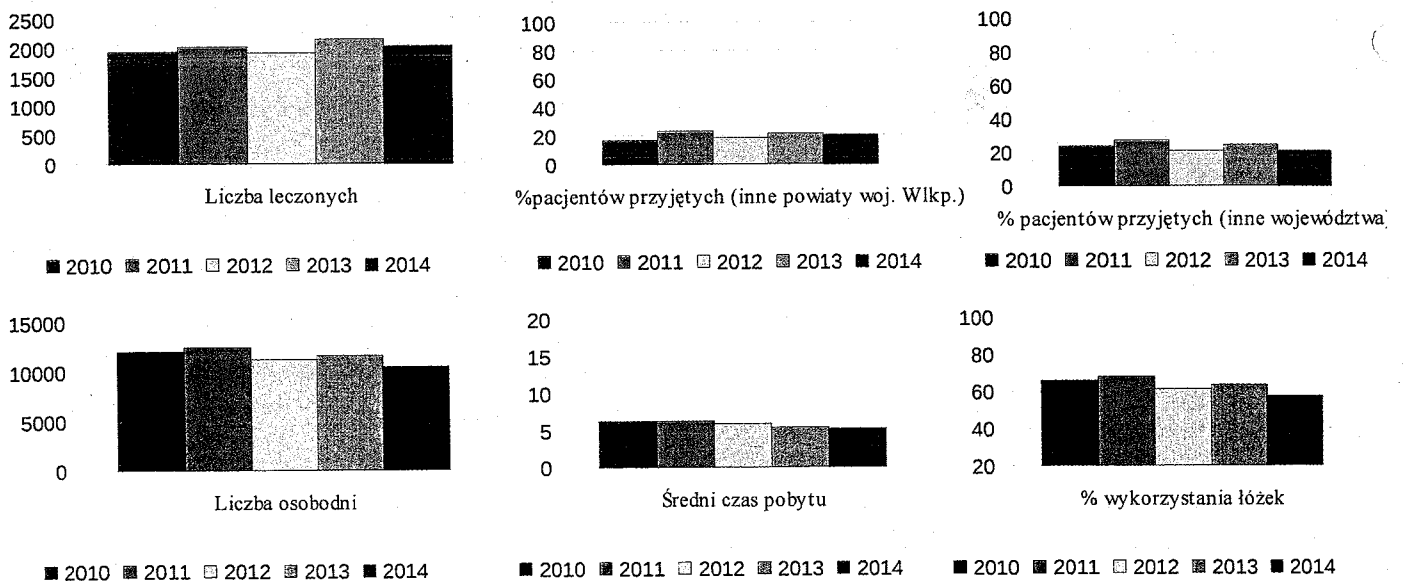 2500
2000
1500
1000
500
0
Liczba leczonych
■ 2010 ■ 2011 □ 2012 ■ 2013 ■ 2014
100
80
60
40
20
0
%pacjentów przyjętych (inne powiaty woj. Wlkp.)
■ 2010 ■ 2011 □ 2012 ■ 2013 ■ 2014
100
80
60
40
20
0
% pacjentów przyjętych (inne województwa)
■ 2010 ■ 2011 □ 2012 ■ 2013 ■ 2014
15000
10000
5000
0
Liczba osobodni
■ 2010 ■ 2011 □ 2012 ■ 2013 ■ 2014
20
15
10
5
0
Średni czas pobytu
■ 2010 ■ 2011 □ 2012 ■ 2013 ■ 2014
100
80
60
40
20
% wykorzystania łóżek
■ 2010 ■ 2011 □ 2012 ■ 2013 ■ 2014